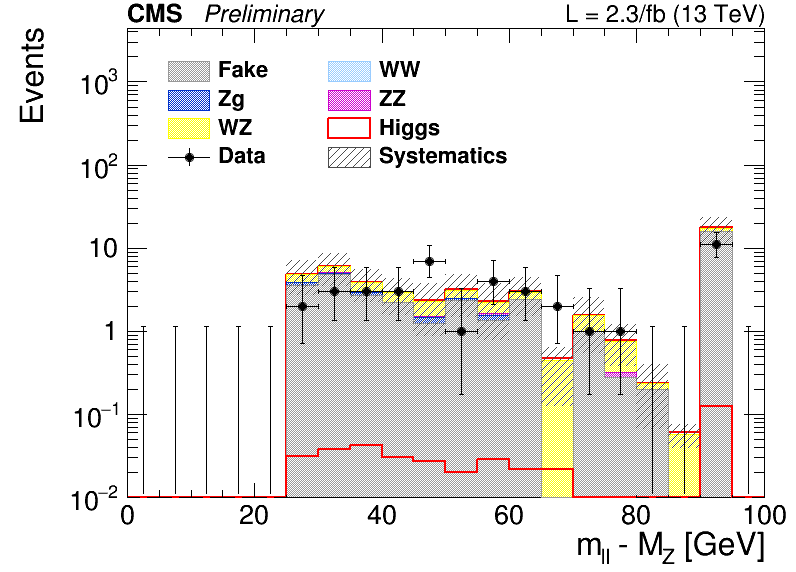 CMS Preliminary L = 2.3/fb (13 TeV)
Events
Fake WW
Zg ZZ
WZ Higgs
Data Systematics
10³
10²
10
1
10⁻¹
10⁻²
0 20 40 60 80 100
m_ll - M_Z [GeV]